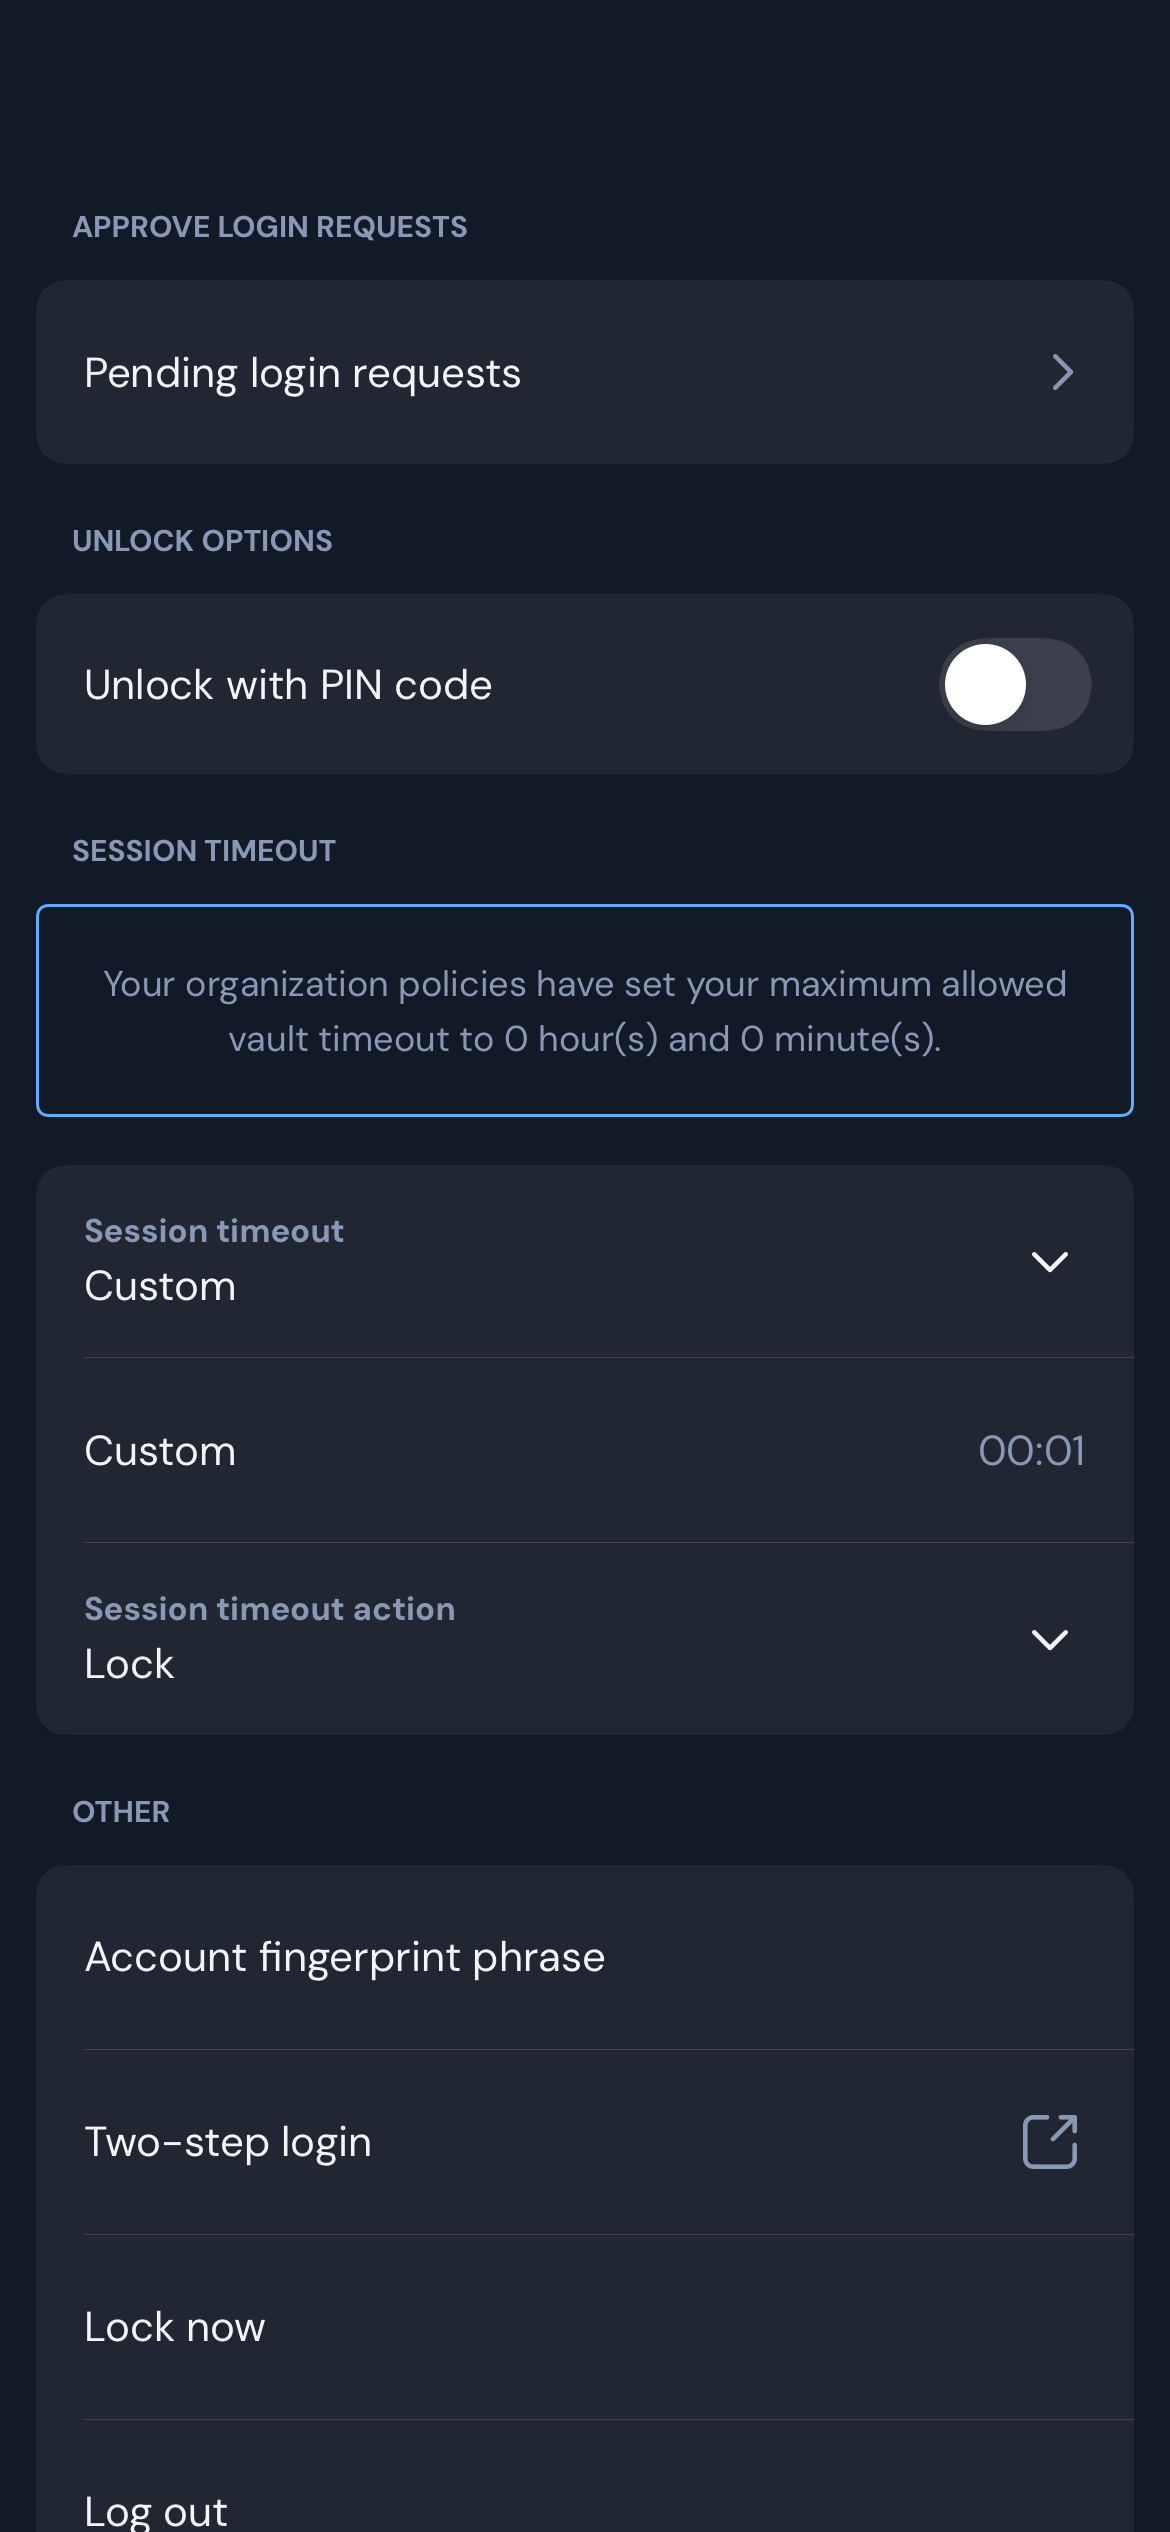 APPROVE LOGIN REQUESTS
Pending login requests
UNLOCK OPTIONS
Unlock with PIN code
SESSION TIMEOUT
Your organization policies have set your maximum allowed
vault timeout to 0 hour(s) and 0 minute(s).
Session timeout
Custom
Custom 00:01
Session timeout action
Lock
OTHER
Account fingerprint phrase
Two-step login
Lock now
Log out